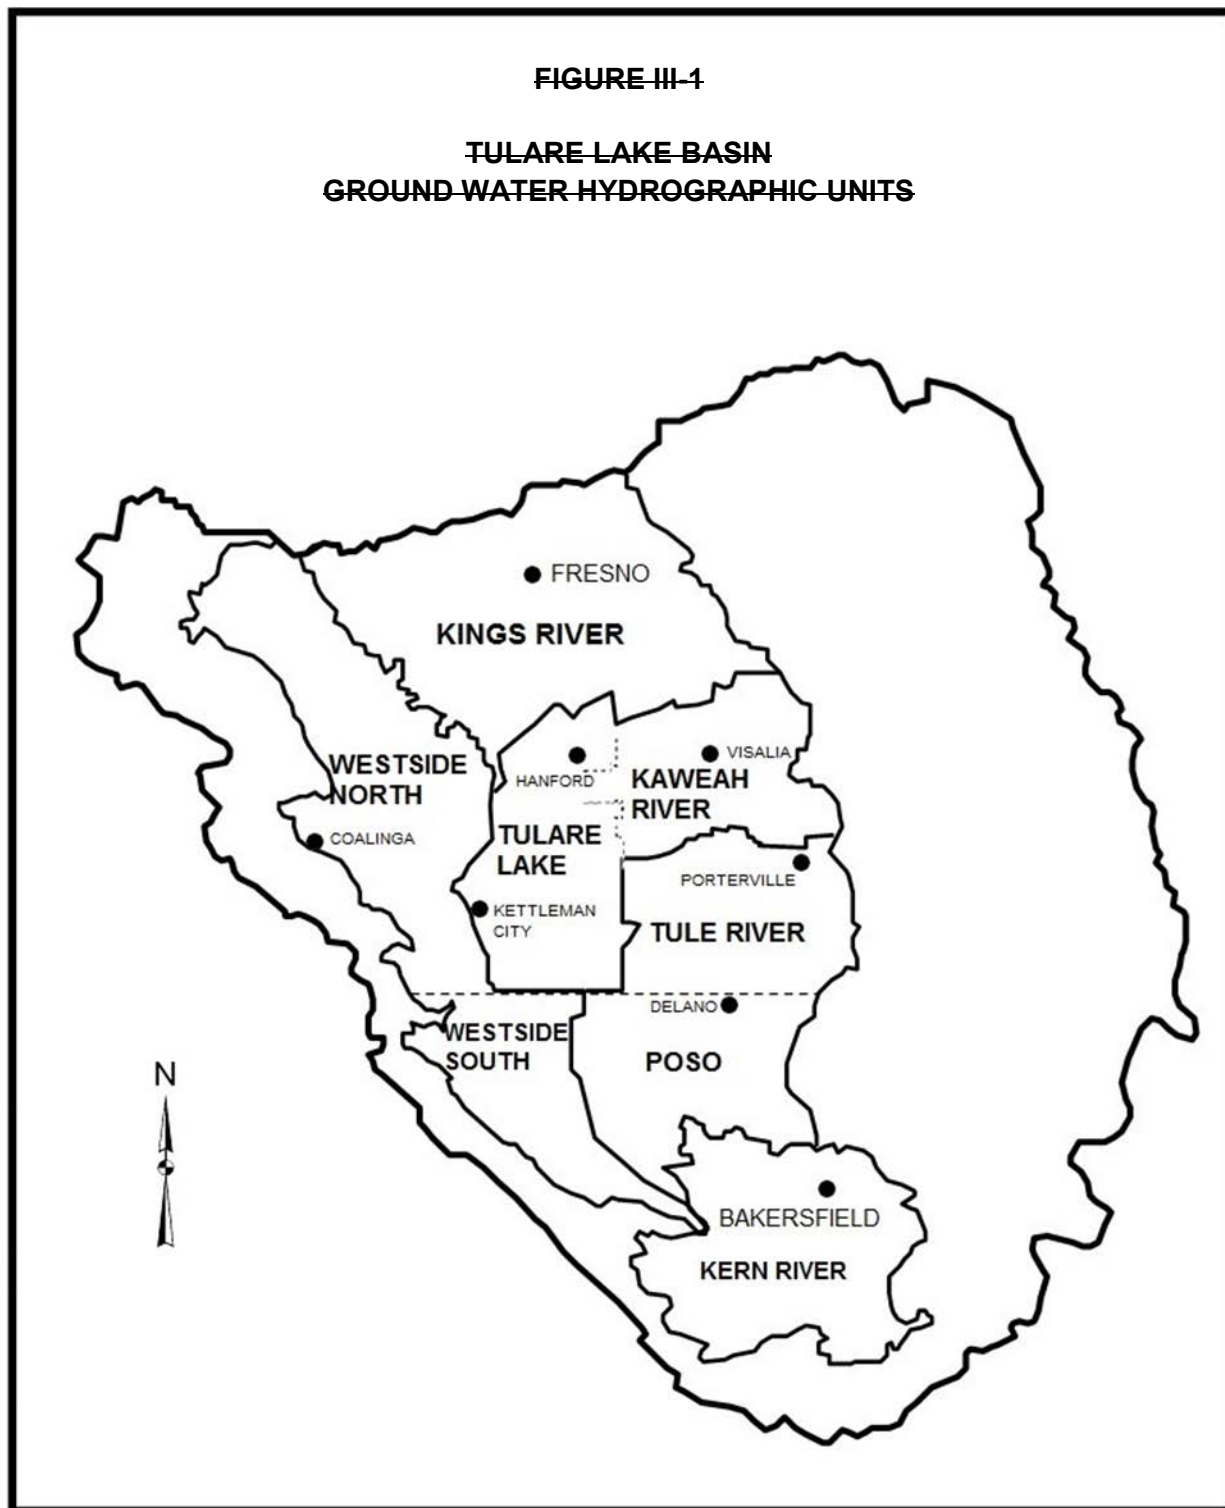 FIGURE III-1
TULARE LAKE BASIN
GROUND WATER HYDROGRAPHIC UNITS
FRESNO
KINGS RIVER
WESTSIDE
NORTH
HANFORD
VISALIA
KAWEAH
RIVER
COALINGA
TULARE
LAKE
PORTERVILLE
KETTLEMAN
CITY
TULE RIVER
DELANO
WESTSIDE
SOUTH
POSO
N
BAKERSFIELD
KERN RIVER